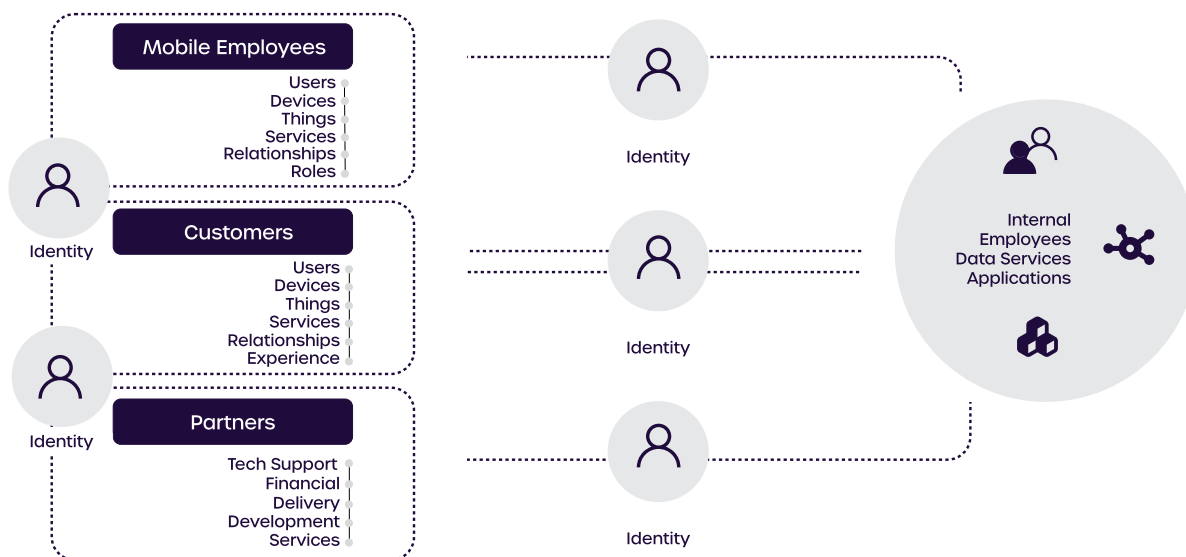 Mobile Employees
Users
Devices
Things
Services
Relationships
Roles
Identity
Customers
Users
Devices
Things
Services
Relationships
Experience
Identity
Partners
Tech Support
Financial
Delivery
Development
Services
Identity
Identity
Identity
Internal
Employees
Data Services
Applications